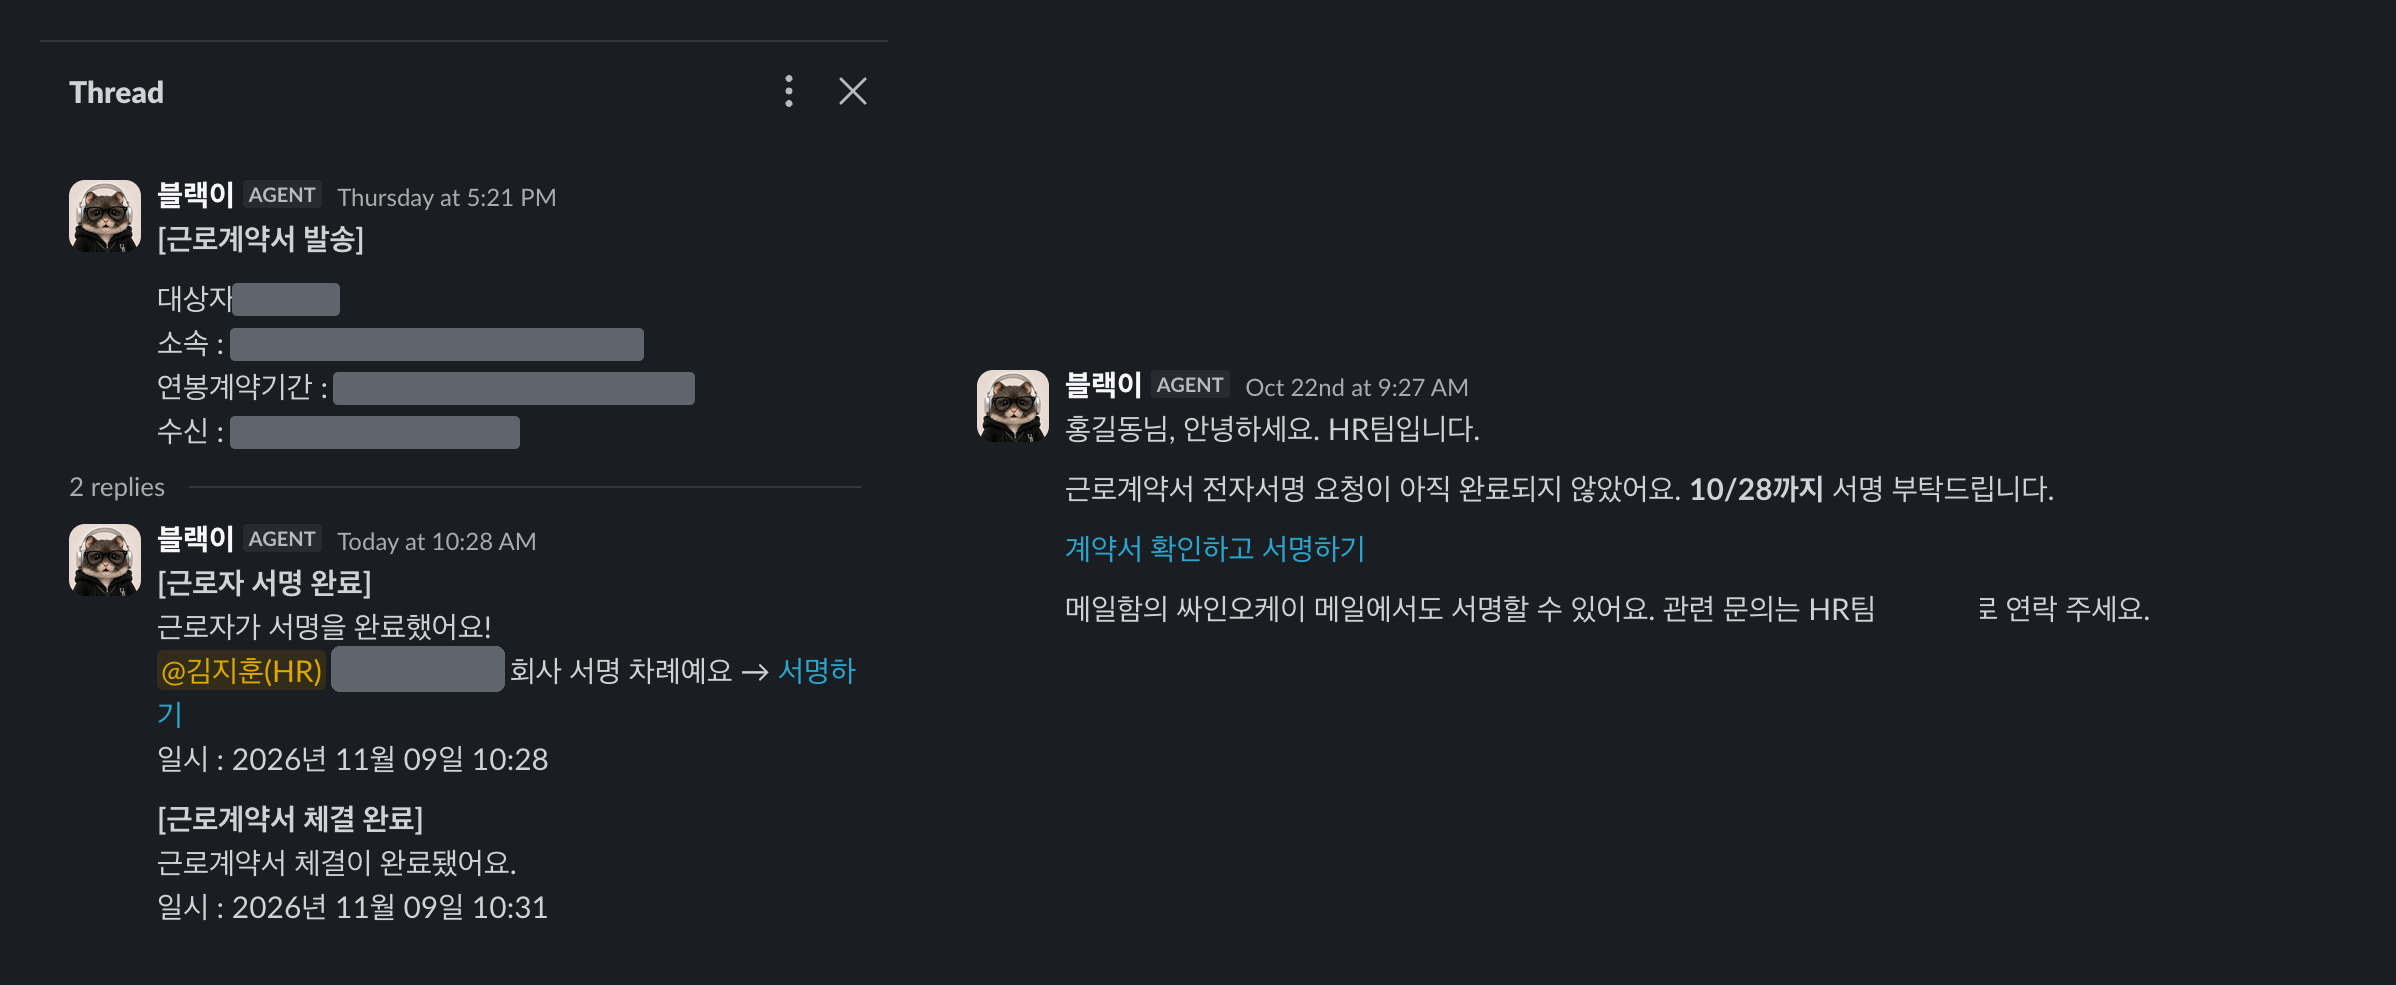 Thread
블랙이 AGENT Thursday at 5:21 PM
[근로계약서 발송]
대상자
소속 :
연봉계약기간 :
수신 :
2 replies
블랙이 AGENT Today at 10:28 AM
[근로자 서명 완료]
근로자가 서명을 완료했어요!
@김지훈(HR) 회사 서명 차례예요 → 서명하
기
일시 : 2026년 11월 09일 10:28
[근로계약서 체결 완료]
근로계약서 체결이 완료됐어요.
일시 : 2026년 11월 09일 10:31
블랙이 AGENT Oct 22nd at 9:27 AM
홍길동님, 안녕하세요. HR팀입니다.
근로계약서 전자서명 요청이 아직 완료되지 않았어요. 10/28까지 서명 부탁드립니다.
계약서 확인하고 서명하기
메일함의 싸인오케이 메일에서도 서명할 수 있어요. 관련 문의는 HR팀 로 연락 주세요.